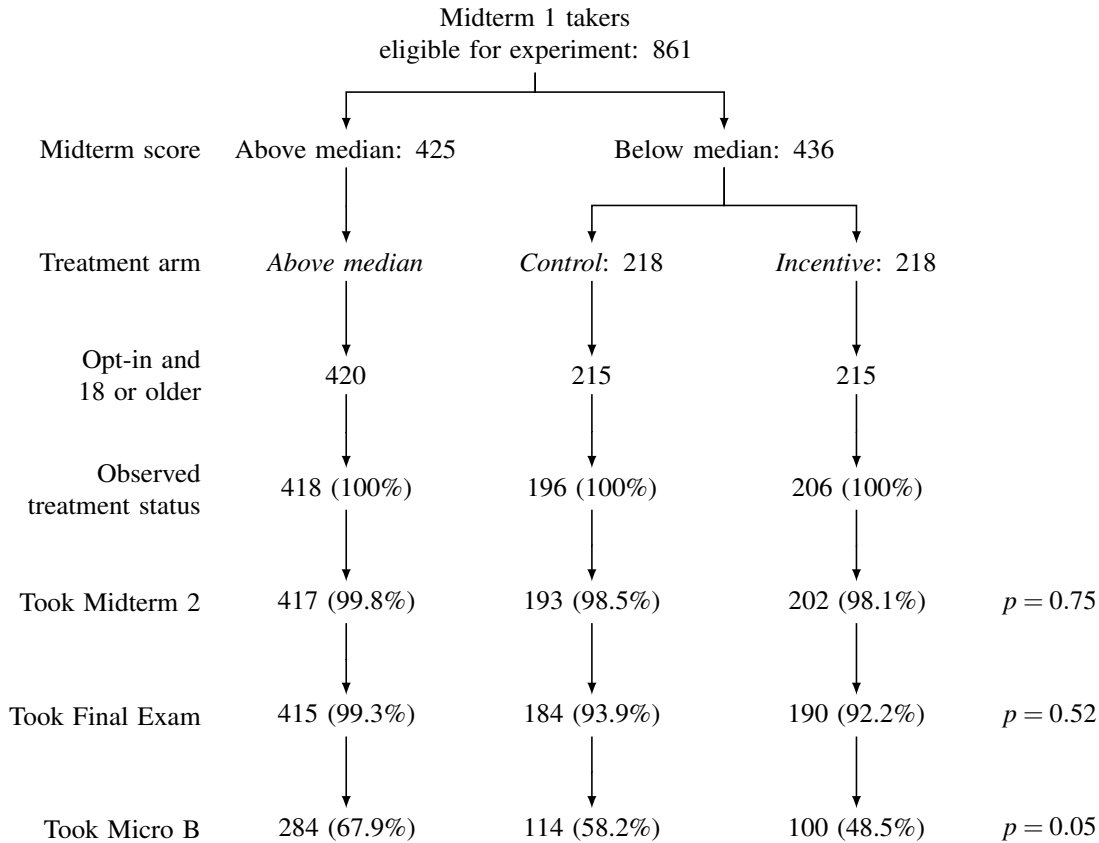 Midterm 1 takers
eligible for experiment: 861
Midterm score Above median: 425 Below median: 436
Treatment arm Above median Control: 218 Incentive: 218
Opt-in and
18 or older 420 215 215
Observed
treatment status 418 (100%) 196 (100%) 206 (100%)
Took Midterm 2 417 (99.8%) 193 (98.5%) 202 (98.1%) p = 0.75
Took Final Exam 415 (99.3%) 184 (93.9%) 190 (92.2%) p = 0.52
Took Micro B 284 (67.9%) 114 (58.2%) 100 (48.5%) p = 0.05